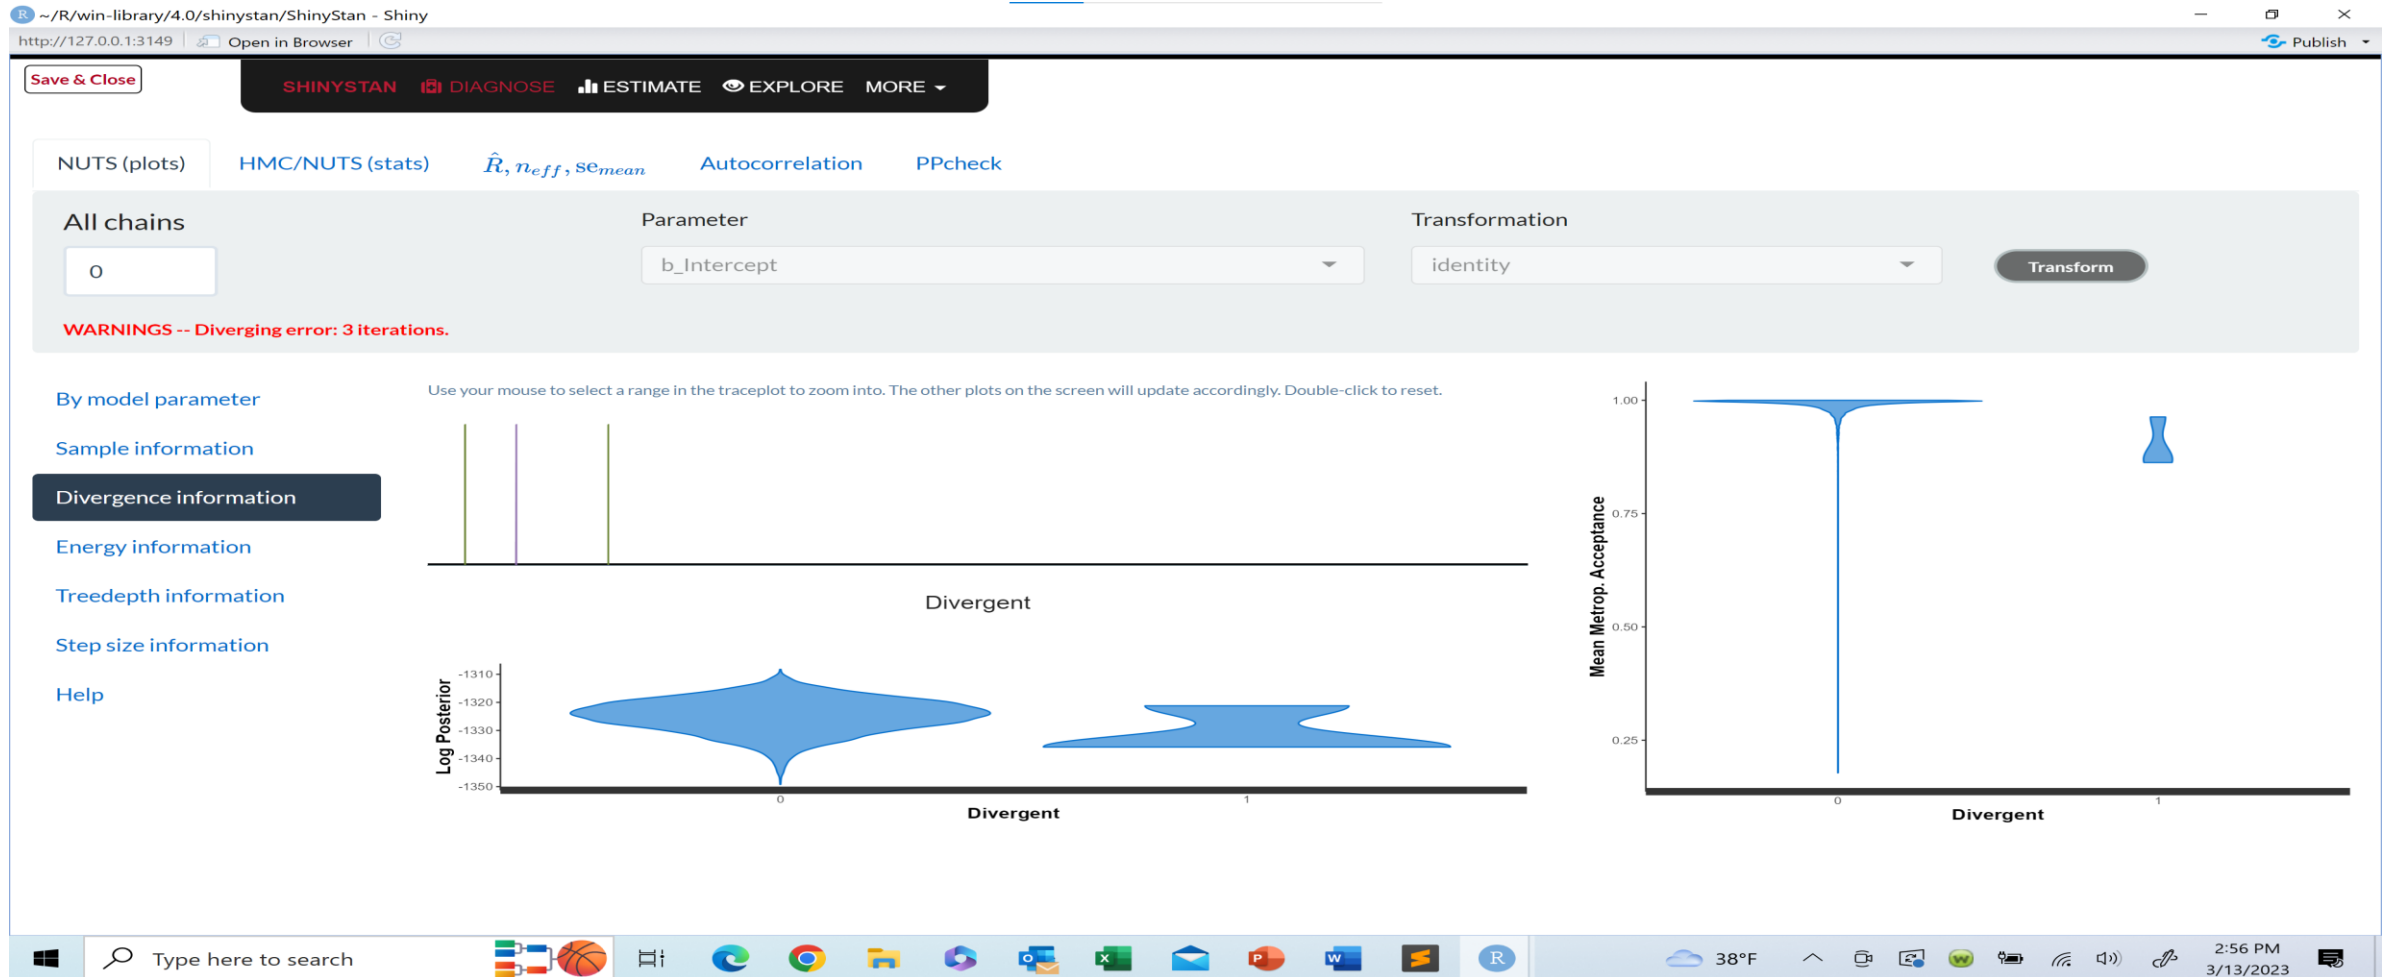 ~/R/win-library/4.0/shinystan/ShinyStan - Shiny
http://127.0.0.1:3149 Open in Browser Publish
Save & Close
SHINYSTAN DIAGNOSE ESTIMATE EXPLORE MORE
NUTS (plots) HMC/NUTS (stats) R̂, n_eff, se_mean Autocorrelation PPcheck
All chains Parameter Transformation
0 b_Intercept identity Transform
WARNINGS -- Diverging error: 3 iterations.
By model parameter
Sample information
Divergence information
Energy information
Treedepth information
Step size information
Help
Use your mouse to select a range in the traceplot to zoom into. The other plots on the screen will update accordingly. Double-click to reset.
Divergent
Log Posterior
-1310
-1320
-1330
-1340
-1350
0 1
Divergent
Mean Metrop. Acceptance
1.00
0.75
0.50
0.25
0 1
Divergent
Type here to search
38°F
2:56 PM
3/13/2023